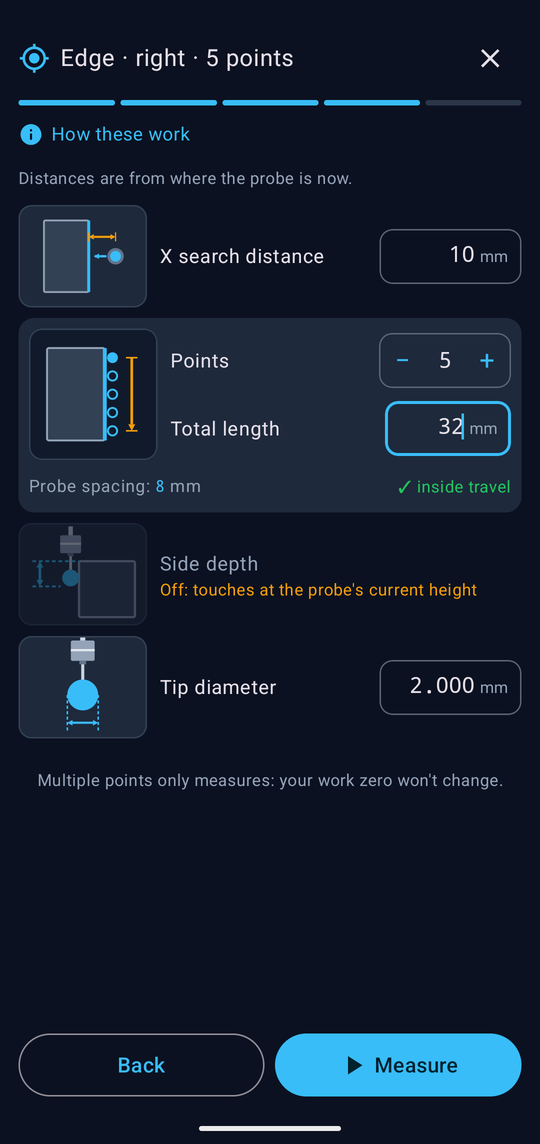 Edge · right · 5 points
How these work
Distances are from where the probe is now.
X search distance
10 mm
Points
− 5 +
Total length
32 mm
Probe spacing: 8 mm
✓ inside travel
Side depth
Off: touches at the probe's current height
Tip diameter
2.000 mm
Multiple points only measures: your work zero won't change.
Back
Measure